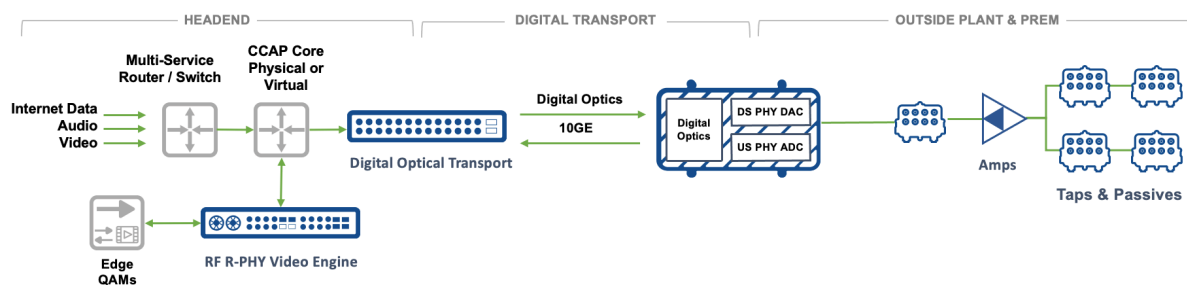 HEADEND
DIGITAL TRANSPORT
OUTSIDE PLANT & PREM
Multi-Service
Router / Switch
CCAP Core
Physical or
Virtual
Internet Data
Audio
Video
Digital Optical Transport
Digital Optics
10GE
Digital
Optics
DS PHY DAC
US PHY ADC
Amps
Taps & Passives
Edge
QAMs
RF R-PHY Video Engine